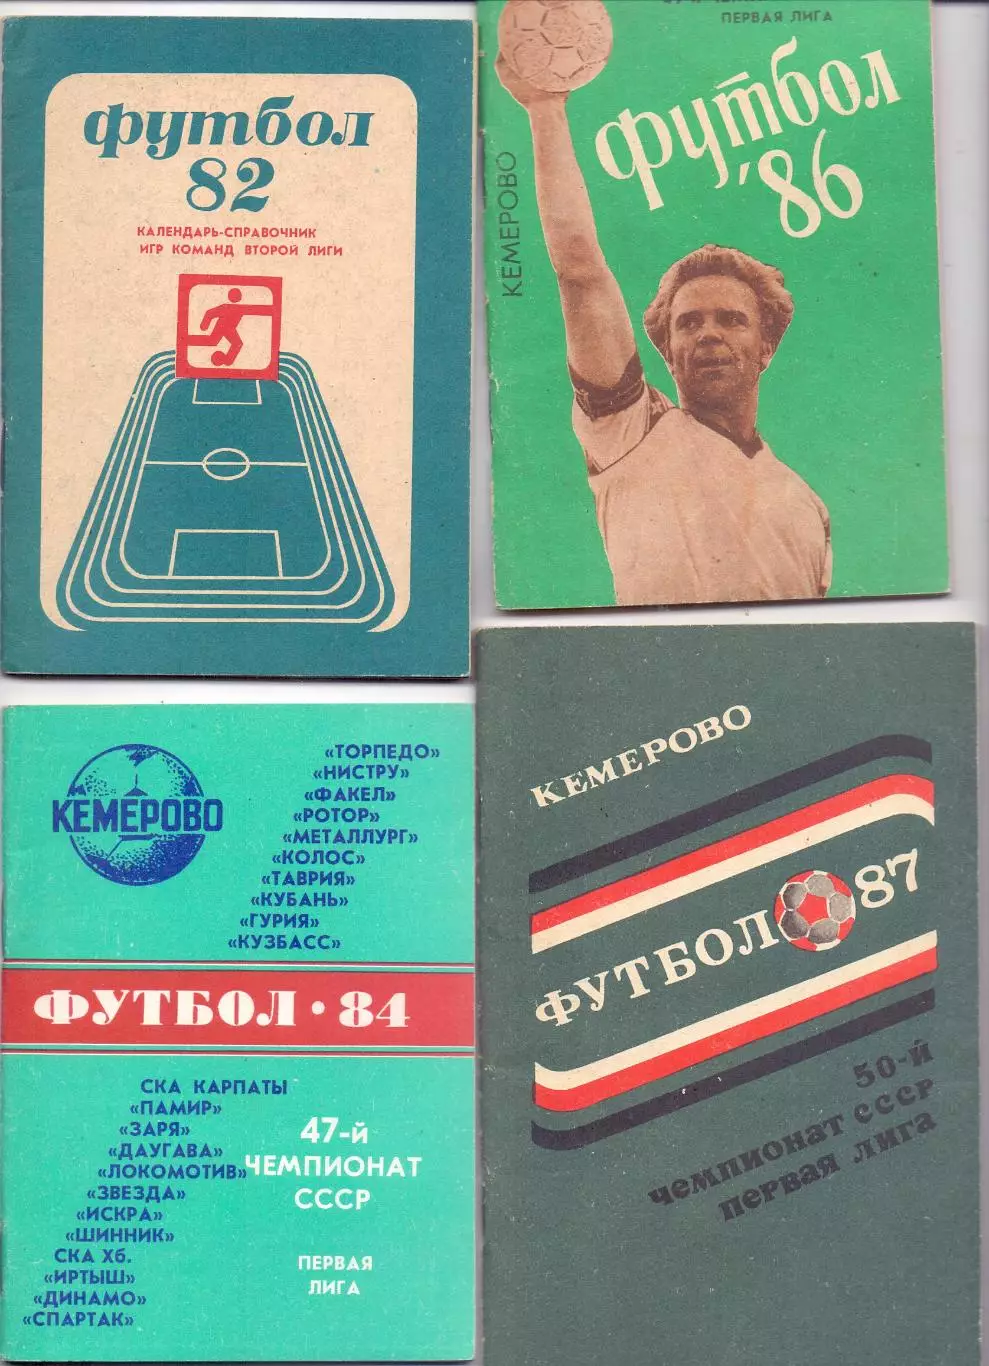 футбол
82
КАЛЕНДАРЬ-СПРАВОЧНИК
ИГР КОМАНД ВТОРОЙ ЛИГИ
ПЕРВАЯ ЛИГА
футбол
'86
КЕМЕРОВО
КЕМЕРОВО
«ТОРПЕДО»
«НИСТРУ»
«ФАКЕЛ»
«РОТОР»
«МЕТАЛЛУРГ»
«КОЛОС»
«ТАВРИЯ»
«КУБАНЬ»
«ГУРИЯ»
«КУЗБАСС»
ФУТБОЛ • 84
СКА КАРПАТЫ
«ПАМИР»
«ЗАРЯ»
«ДАУГАВА»
«ЛОКОМОТИВ»
«ЗВЕЗДА»
«ИСКРА»
«ШИННИК»
СКА Хб.
«ИРТЫШ»
«ДИНАМО»
«СПАРТАК»
47-й
ЧЕМПИОНАТ
СССР
ПЕРВАЯ
ЛИГА
КЕМЕРОВО
ФУТБОЛ 87
50-й
чемпионат СССР
первая лига